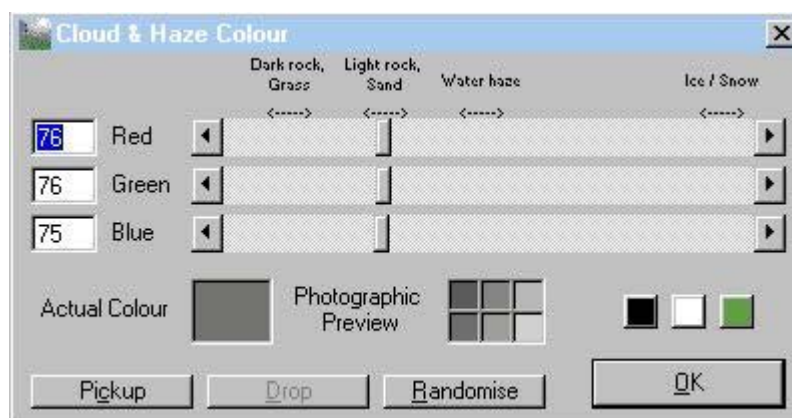 Cloud & Haze Colour
Dark rock, Light rock,
Grass Sand Water haze Ice / Snow
<-----> <-----> <-----> <----->
76 Red
76 Green
75 Blue
Actual Colour Photographic
Preview
Pickup Drop Randomise OK